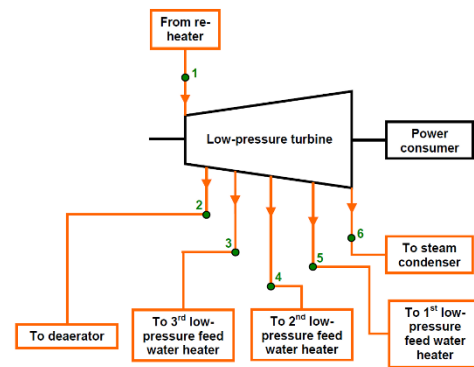 From re-
heater
1
Low-pressure turbine
Power
consumer
2
3
4
5
6
To steam
condenser
To deaerator
To 3rd low-
pressure feed
water heater
To 2nd low-
pressure feed
water heater
To 1st low-
pressure feed
water heater